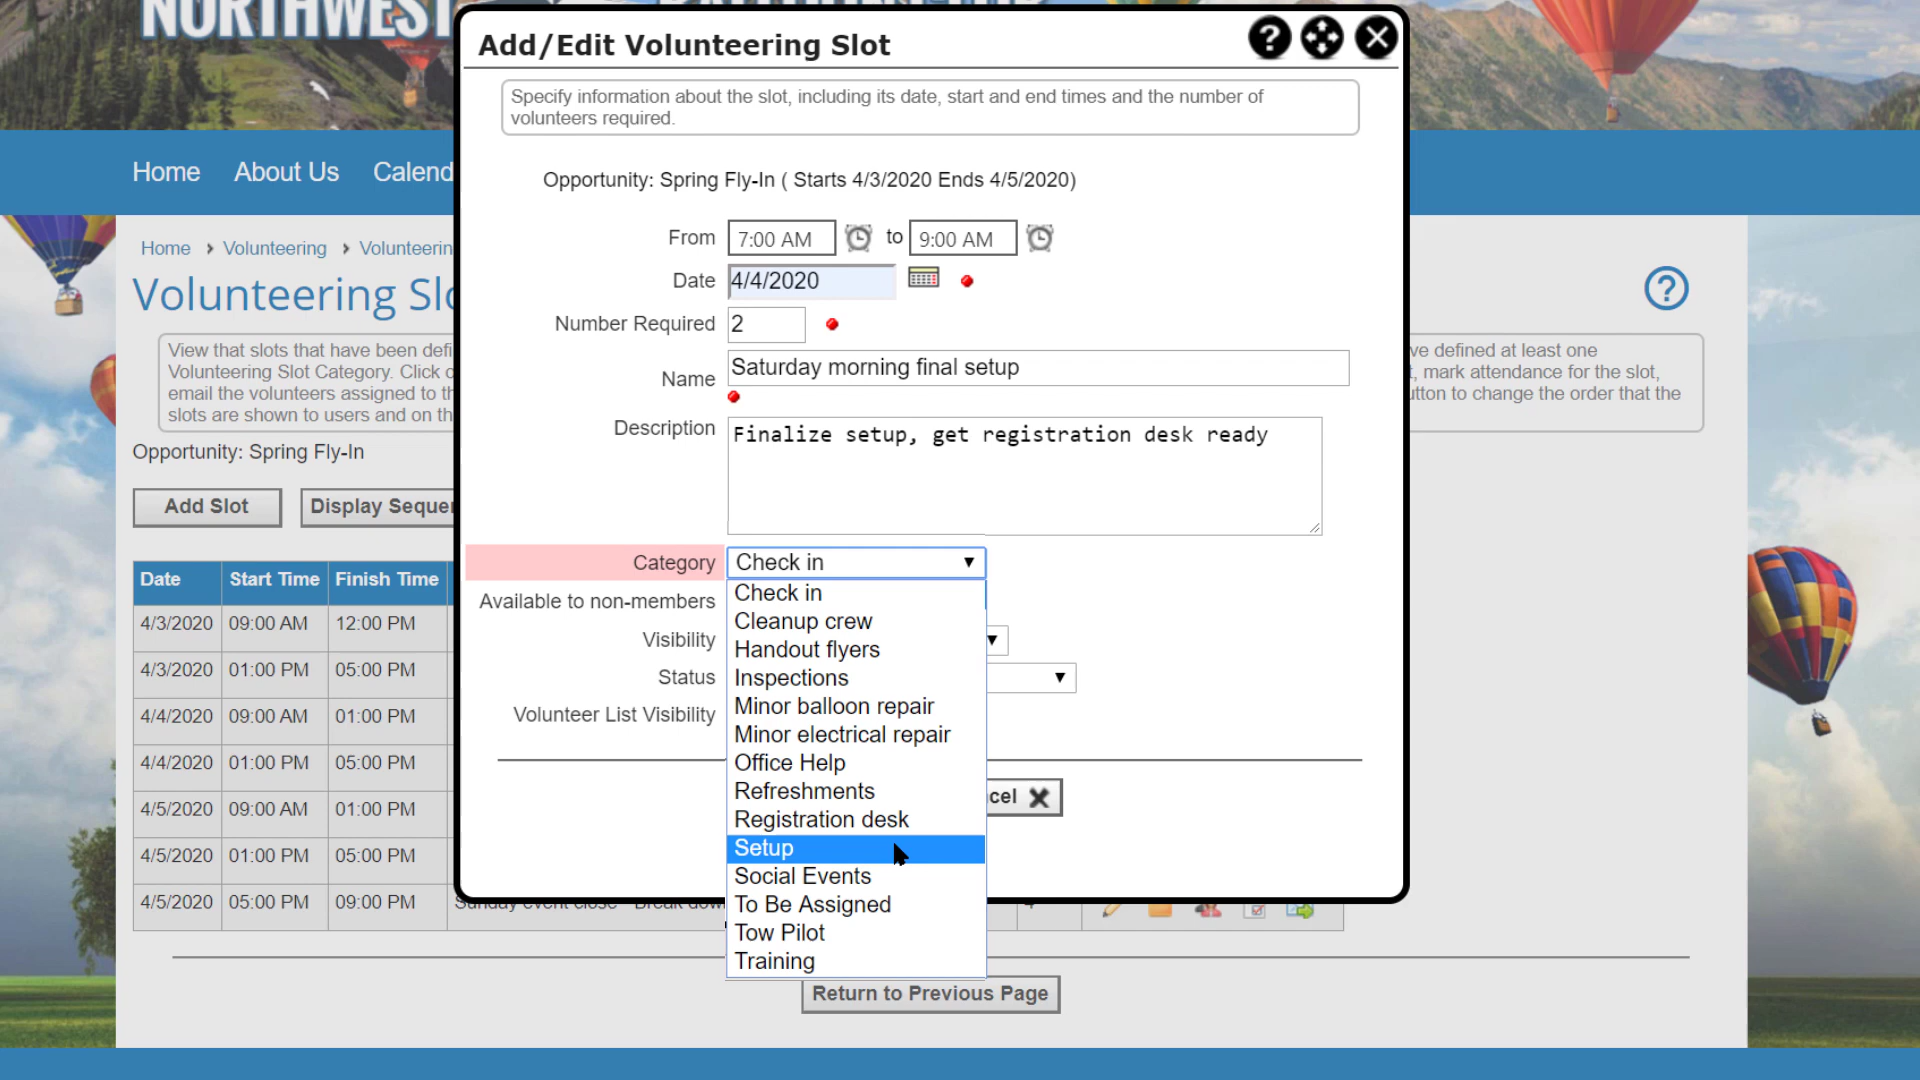 NORTHWEST
Add/Edit Volunteering Slot
Specify information about the slot, including its date, start and end times and the number of
volunteers required.
Home About Us Calend
Opportunity: Spring Fly-In ( Starts 4/3/2020 Ends 4/5/2020)
From 7:00 AM to 9:00 AM
Date 4/4/2020
Number Required 2
Name Saturday morning final setup
Description Finalize setup, get registration desk ready
Category Check in
Available to non-members
Visibility
Status
Volunteer List Visibility
Check in
Cleanup crew
Handout flyers
Inspections
Minor balloon repair
Minor electrical repair
Office Help
Refreshments
Registration desk
Setup
Social Events
To Be Assigned
Tow Pilot
Training
cel
Home › Volunteering › Volunteerin
Volunteering Slo
View that slots that have been defi
Volunteering Slot Category. Click o
email the volunteers assigned to th
slots are shown to users and on th
ve defined at least one
t, mark attendance for the slot,
utton to change the order that the
Opportunity: Spring Fly-In
Add Slot Display Sequen
Date Start Time Finish Time
4/3/2020 09:00 AM 12:00 PM
4/3/2020 01:00 PM 05:00 PM
4/4/2020 09:00 AM 01:00 PM
4/4/2020 01:00 PM 05:00 PM
4/5/2020 09:00 AM 01:00 PM
4/5/2020 01:00 PM 05:00 PM
4/5/2020 05:00 PM 09:00 PM Sunday event close - Break down 4
Return to Previous Page